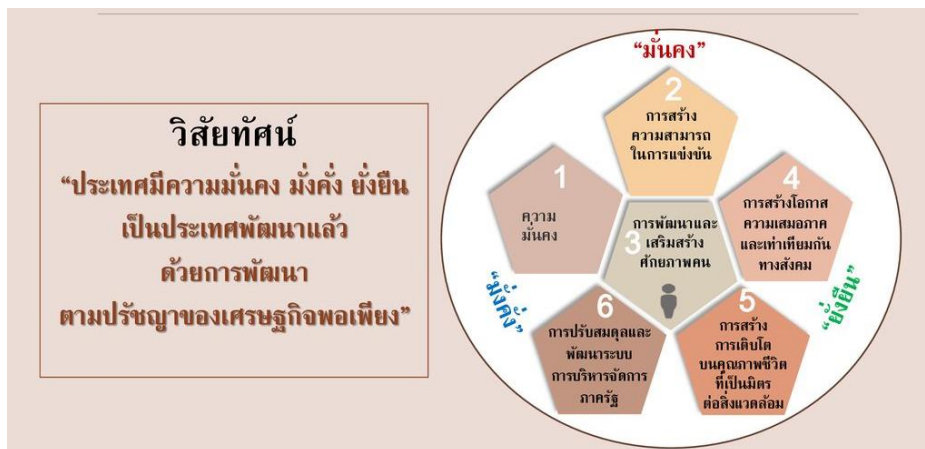 วิสัยทัศน์
“ประเทศมีความมั่นคง มั่งคั่ง ยั่งยืน
เป็นประเทศพัฒนาแล้ว
ด้วยการพัฒนา
ตามปรัชญาของเศรษฐกิจพอเพียง”
“มั่นคง”
2
การสร้าง
ความสามารถ
ในการแข่งขัน
1
ความ
มั่นคง
3
การพัฒนาและ
เสริมสร้าง
ศักยภาพคน
4
การสร้างโอกาส
ความเสมอภาค
และเท่าเทียมกัน
ทางสังคม
“มั่งคั่ง”
6
การปรับสมดุลและ
พัฒนาระบบ
การบริหารจัดการ
ภาครัฐ
5
การสร้าง
การเติบโต
บนคุณภาพชีวิต
ที่เป็นมิตร
ต่อสิ่งแวดล้อม
“ยั่งยืน”